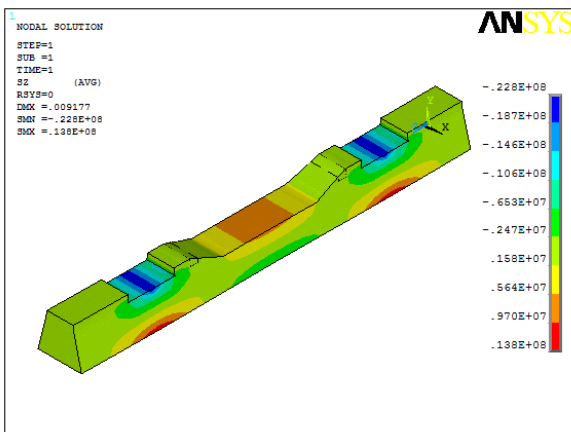 1
ANSYS
NODAL SOLUTION
STEP=1
SUB =1
TIME=1
SZ (AVG)
RSYS=0
DMX =.009177
SMN =-.228E+08
SMX =.138E+08
Y
X
-.228E+08
-.187E+08
-.146E+08
-.106E+08
-.653E+07
-.247E+07
.158E+07
.564E+07
.970E+07
.138E+08